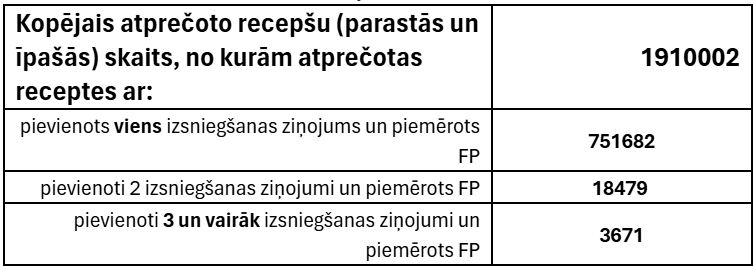 Kopējais atprečoto recepšu (parastās un
īpašās) skaits, no kurām atprečotas
receptes ar:
1910002
pievienots viens izsniegšanas ziņojums un piemērots
FP
751682
pievienoti 2 izsniegšanas ziņojumi un piemērots FP
18479
pievienoti 3 un vairāk izsniegšanas ziņojumi un
piemērots FP
3671